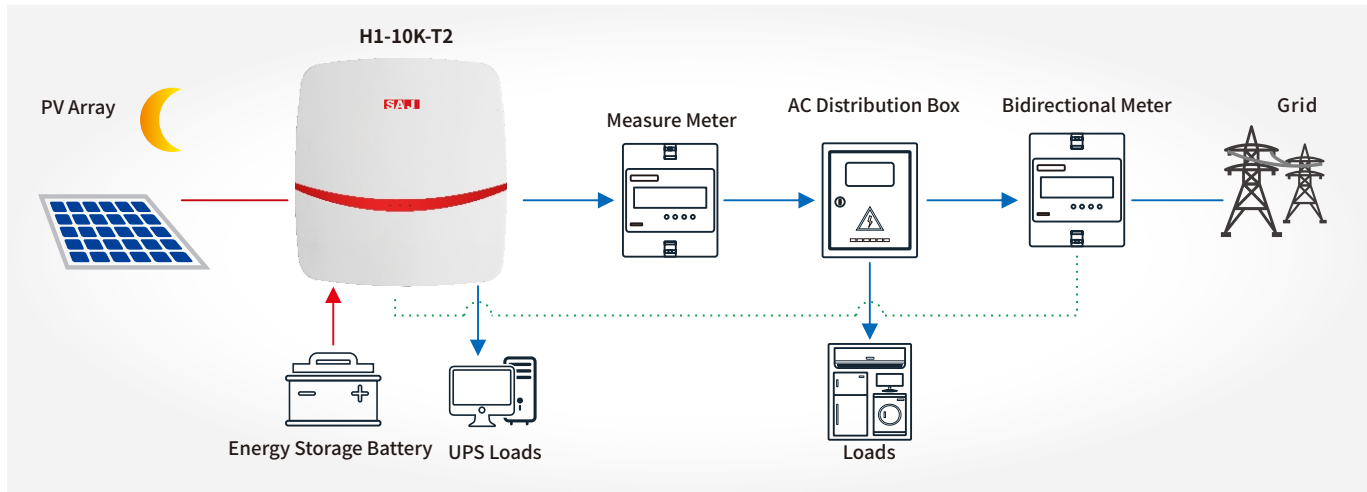 H1-10K-T2
PV Array
SAJ
Measure Meter
AC Distribution Box
Bidirectional Meter
Grid
Energy Storage Battery
UPS Loads
Loads